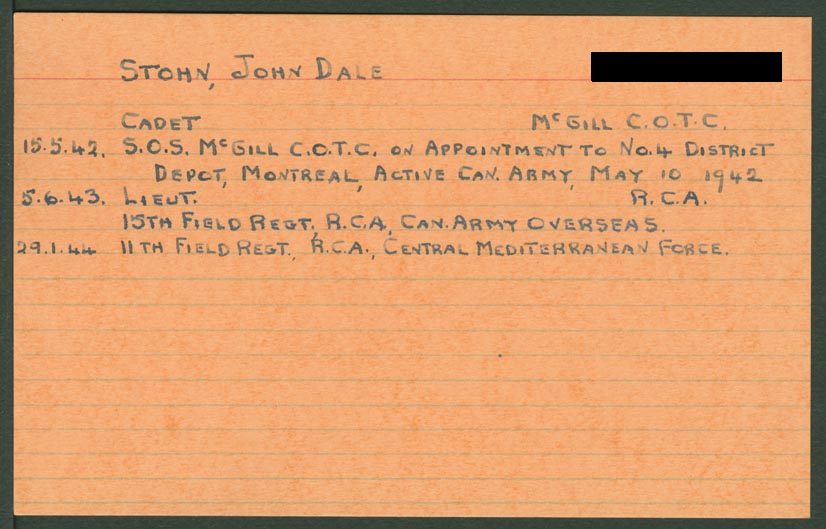 STOHN, JOHN DALE
CADET McGILL C.O.T.C.
15.5.42. S.O.S. McGILL C.O.T.C. ON APPOINTMENT TO NO.4 DISTRICT
DEPOT, MONTREAL, ACTIVE CAN. ARMY, MAY 10 1942
5.6.43. LIEUT. R.C.A.
15TH FIELD REGT. R.C.A, CAN. ARMY OVERSEAS.
29.1.44 11TH FIELD REGT., R.C.A., CENTRAL MEDITERRANEAN FORCE.